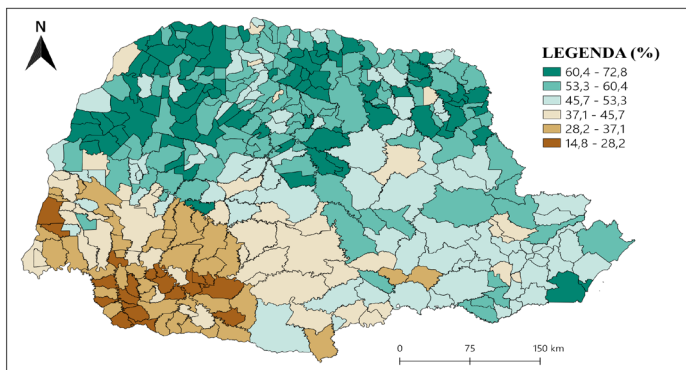 N
LEGENDA (%)
60,4 - 72,8
53,3 - 60,4
45,7 - 53,3
37,1 - 45,7
28,2 - 37,1
14,8 - 28,2
0 75 150 km